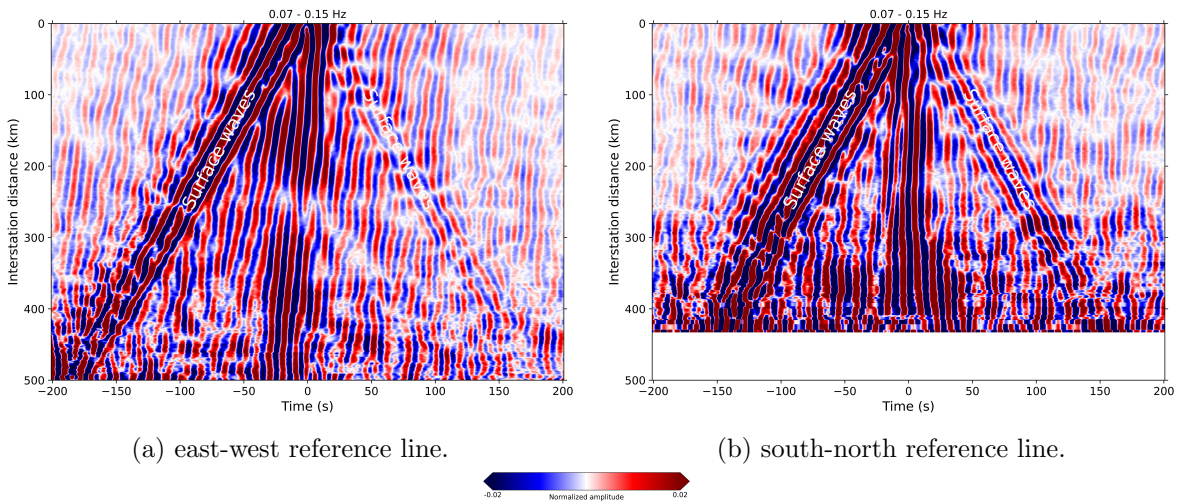 0.07 - 0.15 Hz
0
100
200
300
400
500
Interstation distance (km)
Surface waves
Surface waves
−200
−150
−100
−50
0
50
100
150
200
Time (s)
(a) east-west reference line.
0.07 - 0.15 Hz
0
100
200
300
400
500
Interstation distance (km)
Surface waves
Surface waves
−200
−150
−100
−50
0
50
100
150
200
Time (s)
(b) south-north reference line.
-0.02
Normalized amplitude
0.02